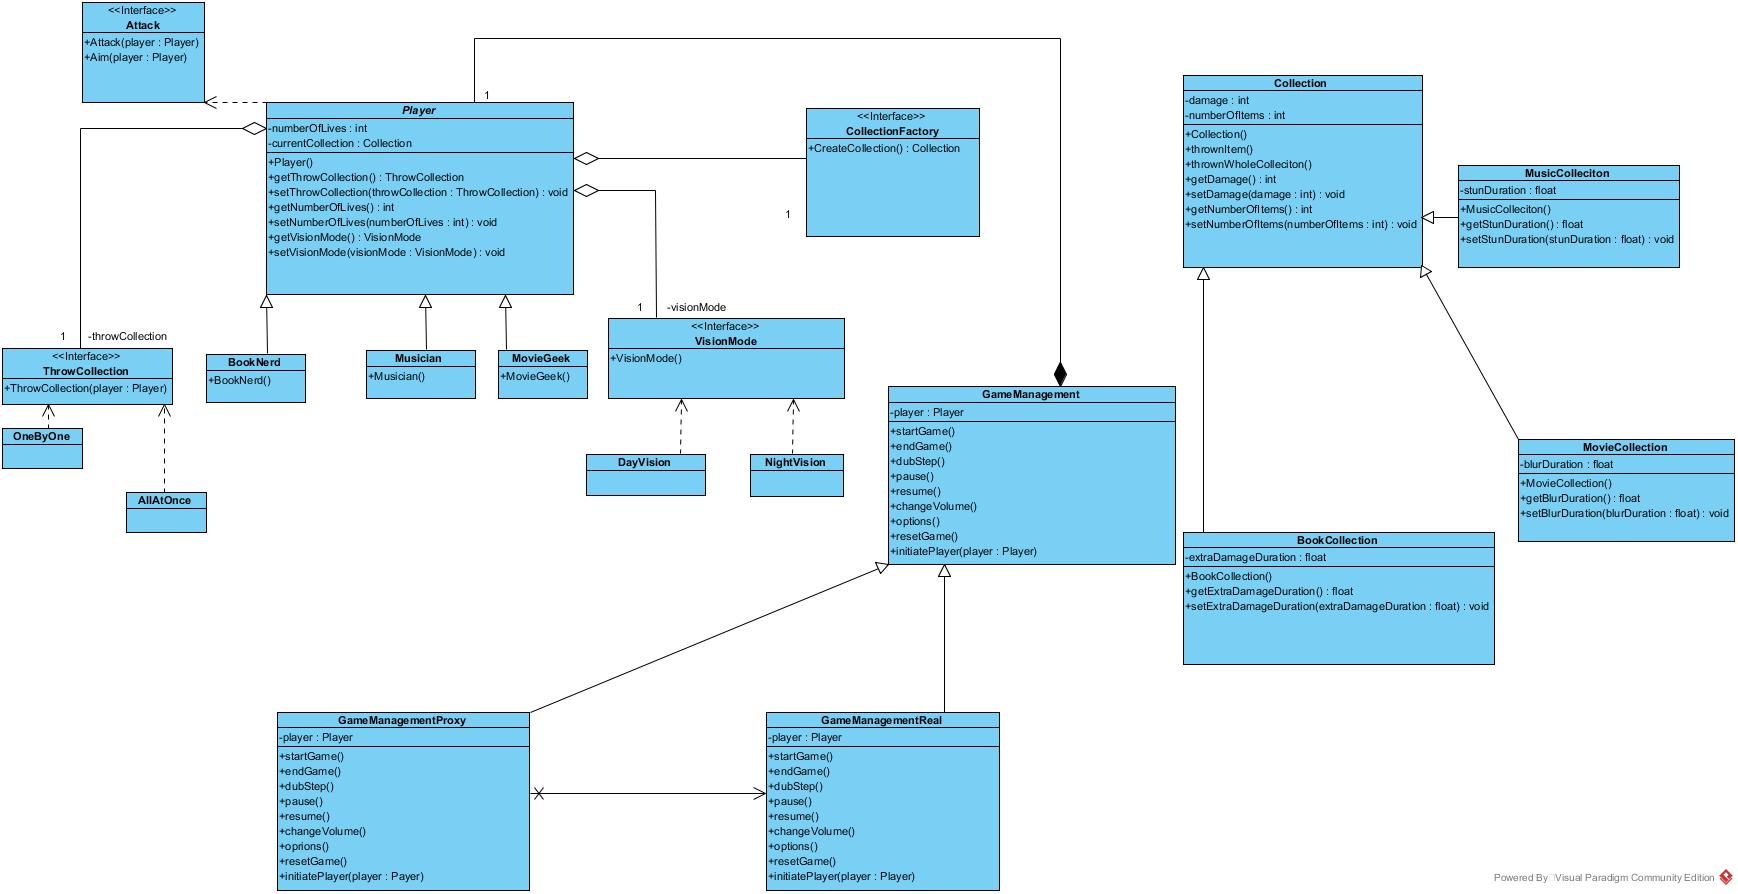 <<Interface>>
Attack
+Attack(player : Player)
+Aim(player : Player)
1
Player
-numberOfLives : int
-currentCollection : Collection
+Player()
+getThrowCollection() : ThrowCollection
+setThrowCollection(throwCollection : ThrowCollection) : void
+getNumberOfLives() : int
+setNumberOfLives(numberOfLives : int) : void
+getVisionMode() : VisionMode
+setVisionMode(visionMode : VisionMode) : void
<<Interface>>
CollectionFactory
+CreateCollection() : Collection
1
Collection
-damage : int
-numberOfItems : int
+Collection()
+thrownItem()
+thrownWholeColleciton()
+getDamage() : int
+setDamage(damage : int) : void
+getNumberOfItems() : int
+setNumberOfItems(numberOfItems : int) : void
MusicColleciton
-stunDuration : float
+MusicColleciton()
+getStunDuration() : float
+setStunDuration(stunDuration : float) : void
1 -throwCollection
<<Interface>>
ThrowCollection
+ThrowCollection(player : Player)
BookNerd
+BookNerd()
Musician
+Musician()
MovieGeek
+MovieGeek()
1 -visionMode
<<Interface>>
VisionMode
+VisionMode()
OneByOne
AllAtOnce
DayVision
NightVision
GameManagement
-player : Player
+startGame()
+endGame()
+dubStep()
+pause()
+resume()
+changeVolume()
+options()
+resetGame()
+initiatePlayer(player : Player)
MovieCollection
-blurDuration : float
+MovieCollection()
+getBlurDuration() : float
+setBlurDuration(blurDuration : float) : void
BookCollection
-extraDamageDuration : float
+BookCollection()
+getExtraDamageDuration() : float
+setExtraDamageDuration(extraDamageDuration : float) : void
GameManagementProxy
-player : Player
+startGame()
+endGame()
+dubStep()
+pause()
+resume()
+changeVolume()
+oprions()
+resetGame()
+initiatePlayer(player : Payer)
GameManagementReal
-player : Player
+startGame()
+endGame()
+dubStep()
+pause()
+resume()
+changeVolume()
+options()
+resetGame()
+initiatePlayer(player : Player)
Powered By Visual Paradigm Community Edition